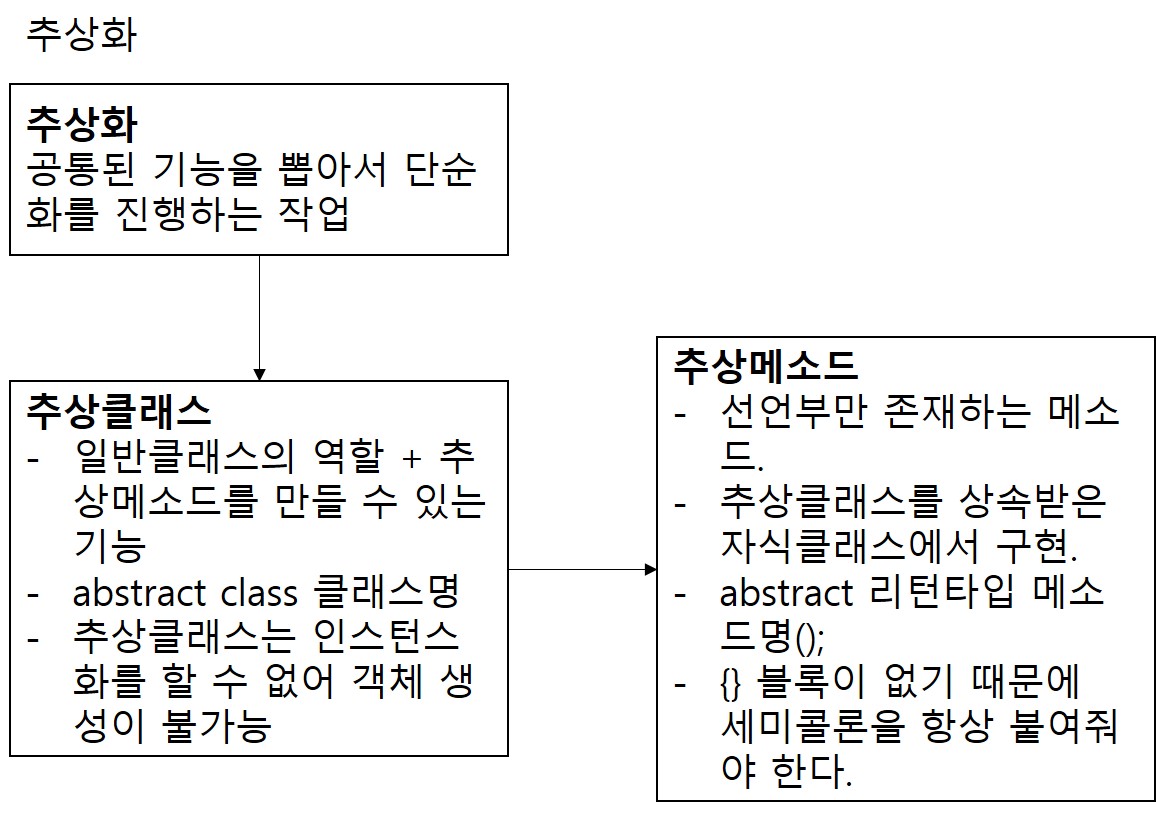 추상화
추상화
공통된 기능을 뽑아서 단순
화를 진행하는 작업
추상클래스
- 일반클래스의 역할 + 추
상메소드를 만들 수 있는
기능
- abstract class 클래스명
- 추상클래스는 인스턴스
화를 할 수 없어 객체 생
성이 불가능
추상메소드
- 선언부만 존재하는 메소
드.
- 추상클래스를 상속받은
자식클래스에서 구현.
- abstract 리턴타입 메소
드명();
- {} 블록이 없기 때문에
세미콜론을 항상 붙여줘
야 한다.